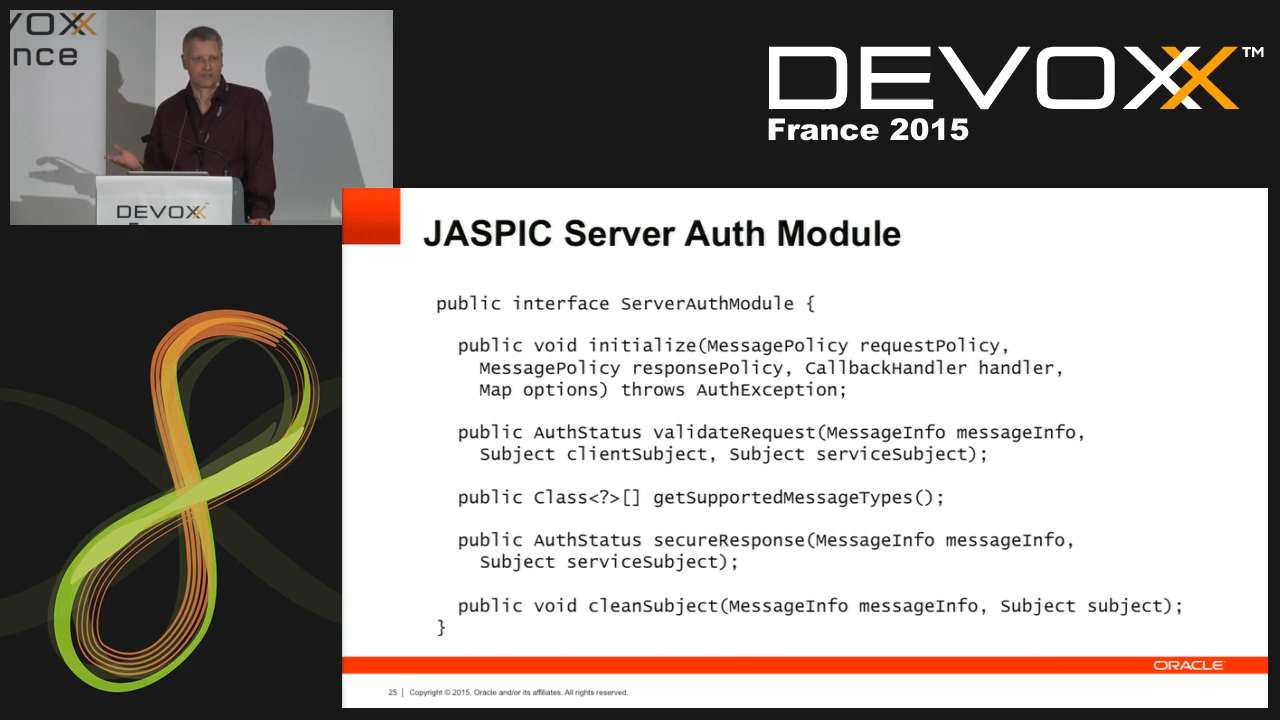 VOXX
nce
DEVOXX
DEVOXX™
France 2015
JASPIC Server Auth Module
public interface ServerAuthModule {
public void initialize(MessagePolicy requestPolicy,
MessagePolicy responsePolicy, CallbackHandler handler,
Map options) throws AuthException;
public AuthStatus validateRequest(MessageInfo messageInfo,
Subject clientSubject, Subject serviceSubject);
public Class<?>[] getSupportedMessageTypes();
public AuthStatus secureResponse(MessageInfo messageInfo,
Subject serviceSubject);
public void cleanSubject(MessageInfo messageInfo, Subject subject);
}
ORACLE
25 | Copyright © 2015, Oracle and/or its affiliates. All rights reserved.